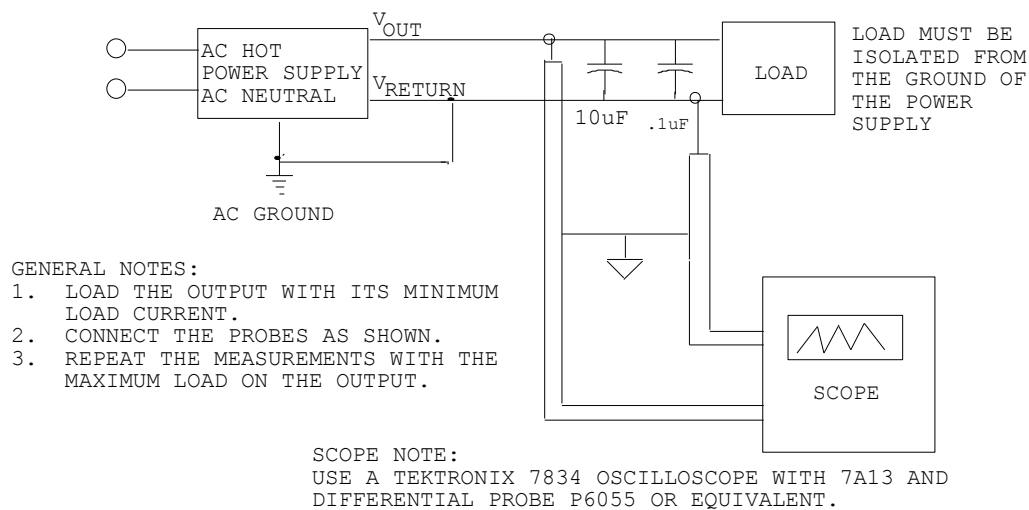 V OUT
AC HOT
POWER SUPPLY
AC NEUTRAL
V RETURN
LOAD
LOAD MUST BE
ISOLATED FROM
THE GROUND OF
THE POWER
SUPPLY
10uF
.1uF
AC GROUND
GENERAL NOTES:
1. LOAD THE OUTPUT WITH ITS MINIMUM
LOAD CURRENT.
2. CONNECT THE PROBES AS SHOWN.
3. REPEAT THE MEASUREMENTS WITH THE
MAXIMUM LOAD ON THE OUTPUT.
SCOPE
SCOPE NOTE:
USE A TEKTRONIX 7834 OSCILLOSCOPE WITH 7A13 AND
DIFFERENTIAL PROBE P6055 OR EQUIVALENT.